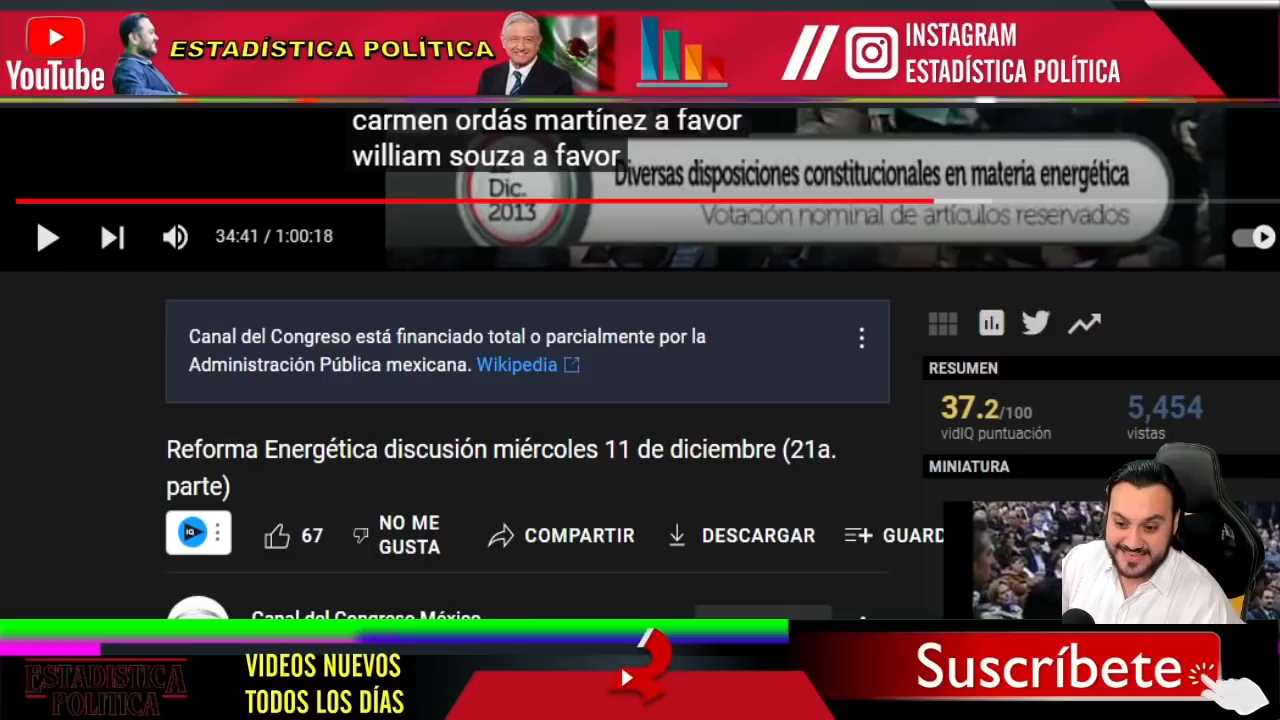 YouTube
ESTADÍSTICA POLÍTICA
INSTAGRAM
ESTADÍSTICA POLÍTICA
carmen ordás martínez a favor
william souza a favor
Dic.
2013
Diversas disposiciones constitucionales en materia energética
Votación nominal de artículos reservados
34:41 / 1:00:18
Canal del Congreso está financiado total o parcialmente por la
Administración Pública mexicana. Wikipedia
RESUMEN
37.2/100
vidIQ puntuación
5,454
vistas
MINIATURA
Reforma Energética discusión miércoles 11 de diciembre (21a.
parte)
67
NO ME
GUSTA
COMPARTIR
DESCARGAR
GUARD
Canal del Congreso México
ESTADISTICA
POLITICA
VIDEOS NUEVOS
TODOS LOS DÍAS
Suscríbete